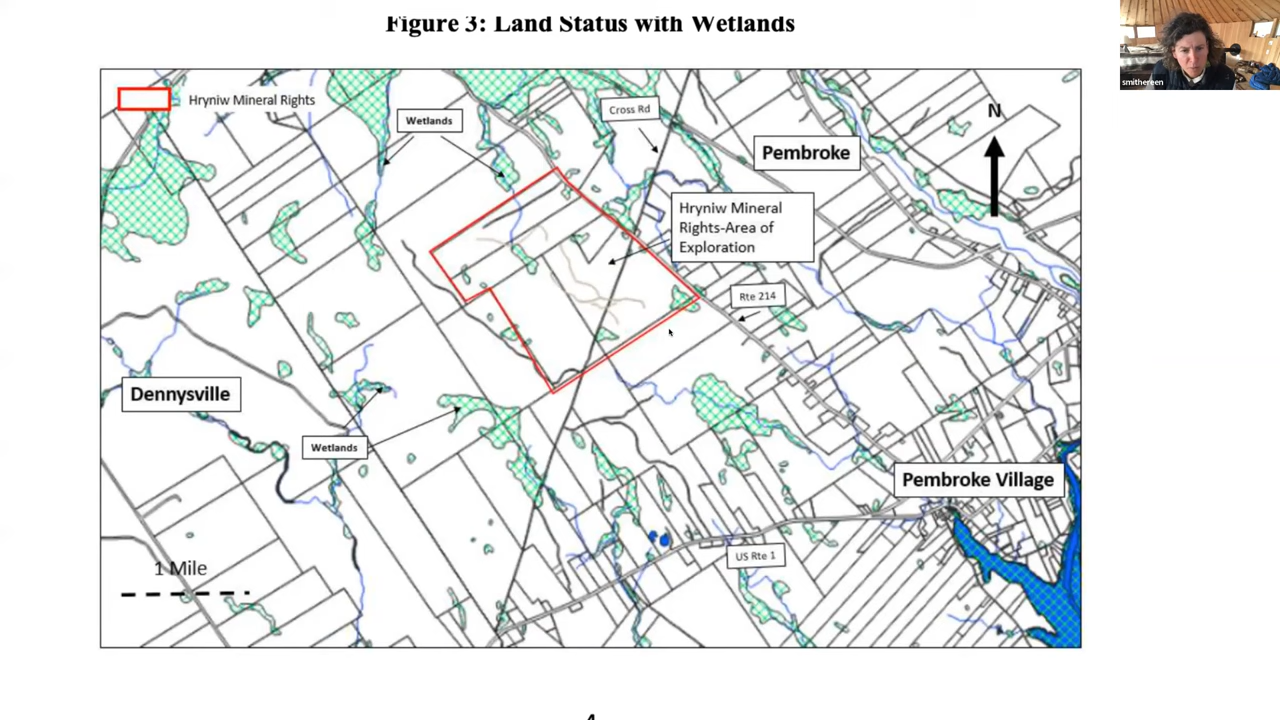 Figure 3: Land Status with Wetlands
smithereen
Hryniw Mineral Rights
Wetlands
Cross Rd
N
Pembroke
Hryniw Mineral
Rights-Area of
Exploration
Rte 214
Dennysville
Wetlands
Pembroke Village
US Rte 1
1 Mile